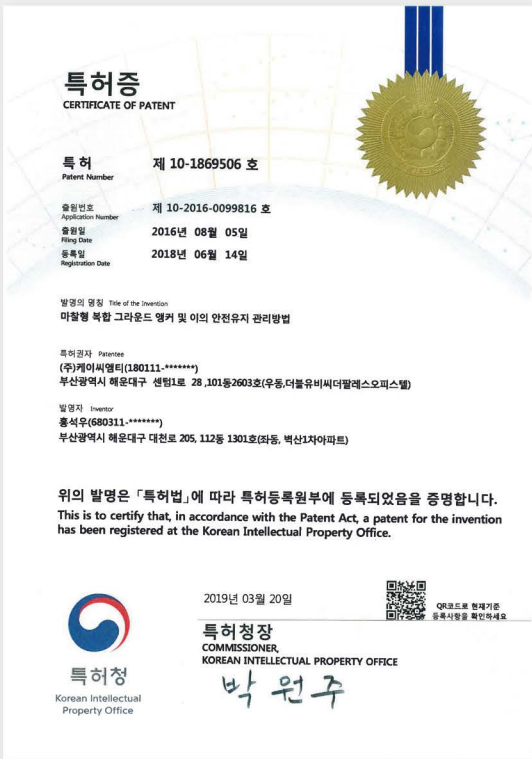 특허증
CERTIFICATE OF PATENT
특허 제 10-1869506 호
Patent Number
출원번호 제 10-2016-0099816 호
Application Number
출원일 2016년 08월 05일
Filing Date
등록일 2018년 06월 14일
Registration Date
발명의 명칭 Title of the Invention
마찰형 복합 그라운드 앵커 및 이의 안전유지 관리방법
특허권자 Patentee
(주)케이씨엠티(180111-*******)
부산광역시 해운대구 센텀1로 28 ,101동2603호(우동,더블유비씨더팰레스오피스텔)
발명자 Inventor
홍석우(680311-*******)
부산광역시 해운대구 대천로 205, 112동 1301호(좌동, 벽산1차아파트)
위의 발명은 「특허법」에 따라 특허등록원부에 등록되었음을 증명합니다.
This is to certify that, in accordance with the Patent Act, a patent for the invention
has been registered at the Korean Intellectual Property Office.
2019년 03월 20일
QR코드로 현재기준
등록사항을 확인하세요
특허청장
COMMISSIONER,
KOREAN INTELLECTUAL PROPERTY OFFICE
박원주
특허청
Korean Intellectual
Property Office